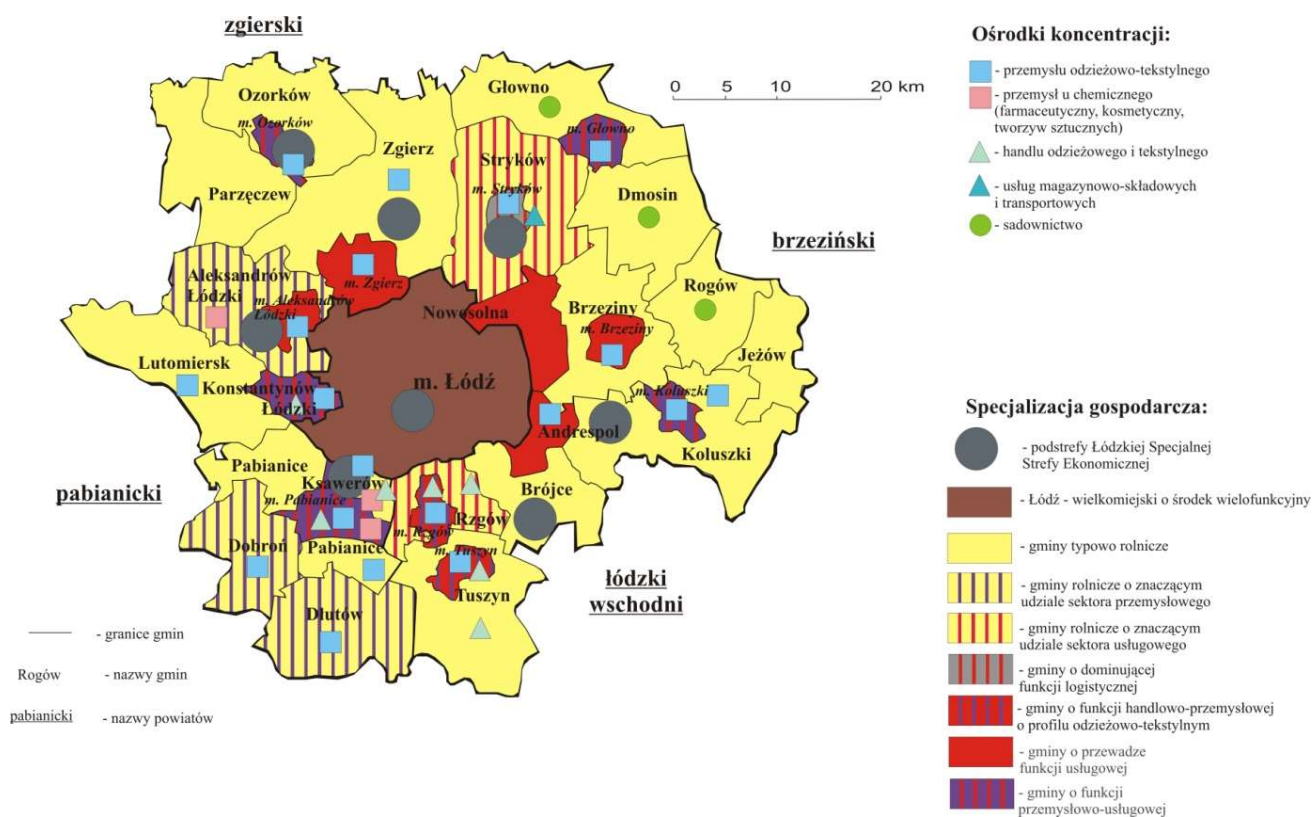 zgierski
Ozorków
m. Ozorków
Zgierz
Głowno
m. Głowno
Stryków
m. Stryków
Parzęczew
Dmosin
brzeziński
Aleksandrów
Łódzki
m. Zgierz
m. Aleksandrów
Łódzki
Nowosolna
Brzeziny
m. Brzeziny
Rogów
Jeżów
Lutomiersk
Konstantynów
Łódzki
m. Łódź
m. Koluszki
Andrespol
Koluszki
Pabianice
Ksawerów
pabianicki
m. Pabianice
Brójce
Rzgów
m. Rzgów
Dobroń
Pabianice
m. Tuszyn
Tuszyn
łódzki
wschodni
Dłutów
0 5 10 20 km
- granice gmin
Rogów - nazwy gmin
pabianicki - nazwy powiatów
Ośrodki koncentracji:
- przemysłu odzieżowo-tekstylnego
- przemysł u chemicznego
(farmaceutyczny, kosmetyczny,
tworzyw sztucznych)
- handlu odzieżowego i tekstylnego
- usług magazynowo-składowych
i transportowych
- sadownictwo
Specjalizacja gospodarcza:
- podstrefy Łódzkiej Specjalnej
Strefy Ekonomicznej
- Łódź - wielkomiejski o środek wielofunkcyjny
- gminy typowo rolnicze
- gminy rolnicze o znaczącym
udziale sektora przemysłowego
- gminy rolnicze o znaczącym
udziale sektora usługowego
- gminy o dominującej
funkcji logistycznej
- gminy o funkcji handlowo-przemysłowej
o profilu odzieżowo-tekstylnym
- gminy o przewadze
funkcji usługowej
- gminy o funkcji
przemysłowo-usługowej